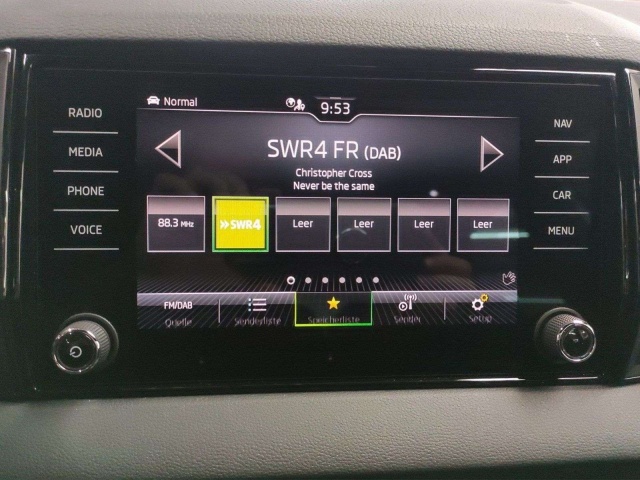 RADIO
MEDIA
PHONE
VOICE
Normal
9:53
SWR4 FR (DAB)
Christopher Cross
Never be the same
88.3 MHz
»SWR4
Leer
Leer
Leer
Leer
FM/DAB
Quelle
Senderliste
Speicherliste
Sender
Setup
NAV
APP
CAR
MENU